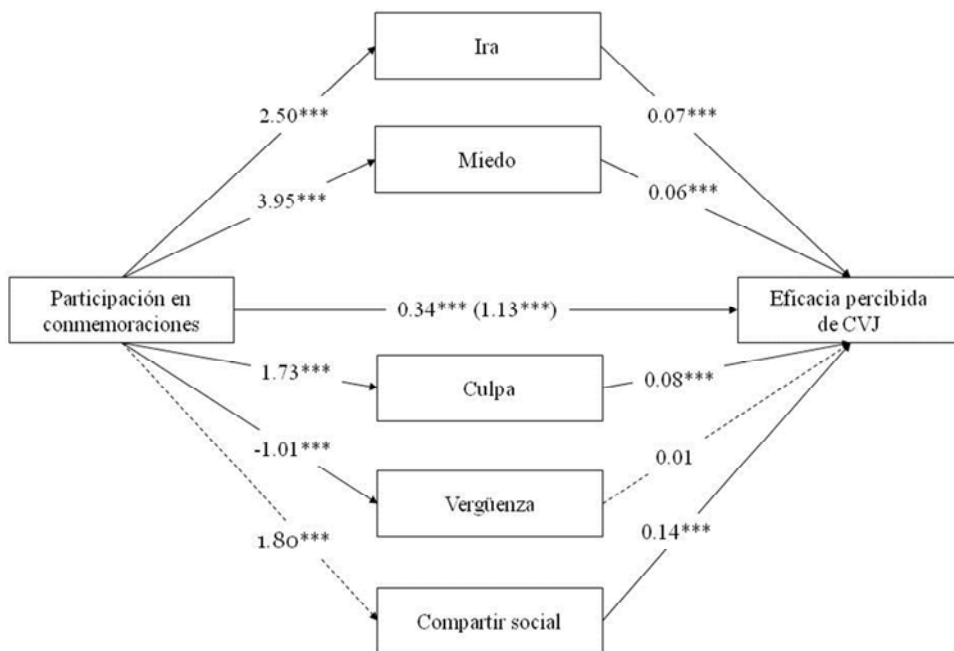 Ira
2.50***
0.07***
Miedo
3.95***
0.06***
Participación en
conmemoraciones
0.34*** (1.13***)
Eficacia percibida
de CVJ
1.73***
Culpa
0.08***
-1.01***
Vergüenza
0.01
1.80***
0.14***
Compartir social